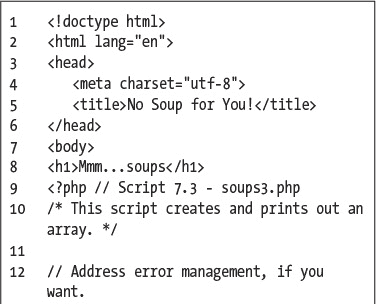 1 <!doctype html>
2 <html lang="en">
3 <head>
4 <meta charset="utf-8">
5 <title>No Soup for You!</title>
6 </head>
7 <body>
8 <h1>Mmm...soups</h1>
9 <?php // Script 7.3 - soups3.php
10 /* This script creates and prints out an
array. */
11
12 // Address error management, if you
want.